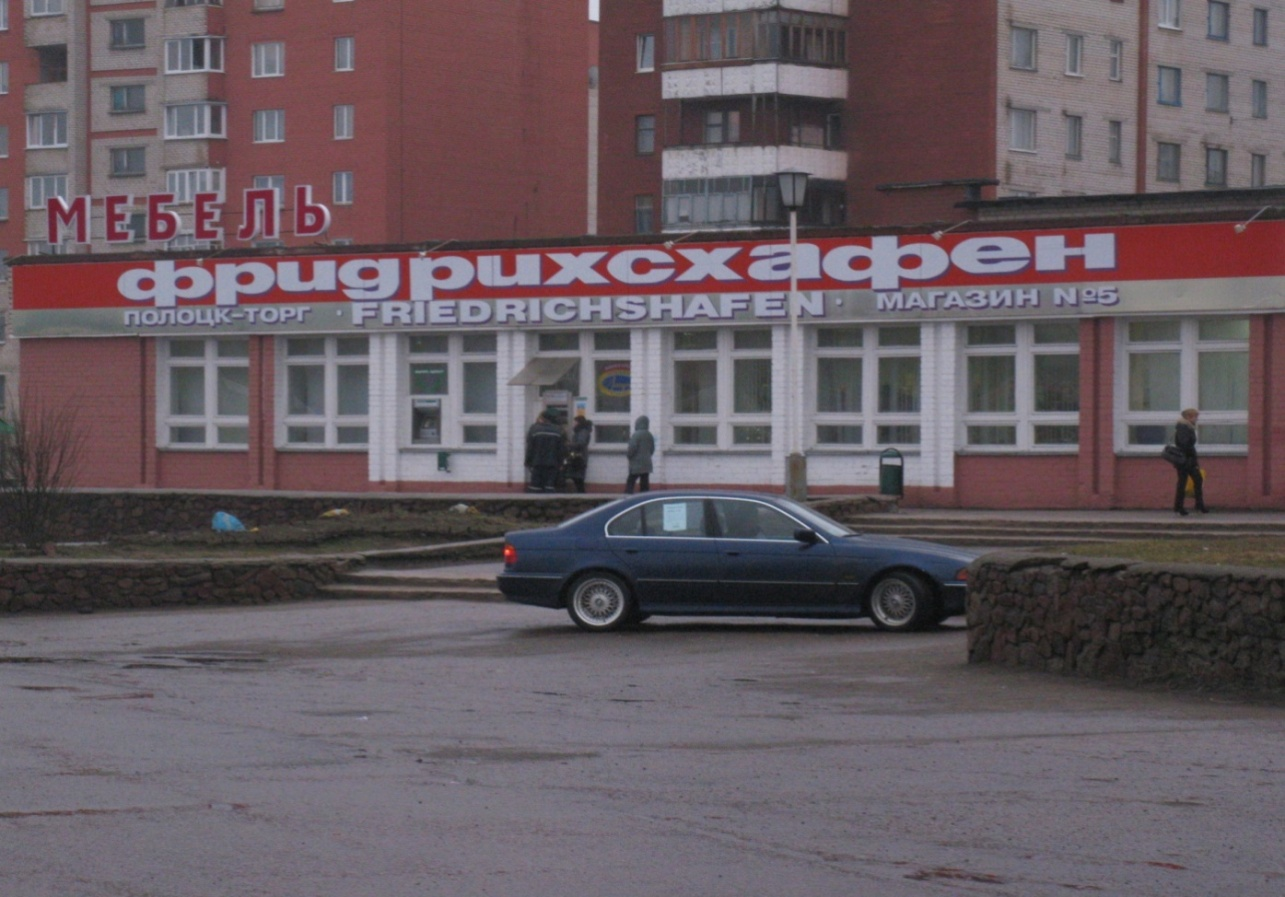 МЕБЕЛЬ
фридрихсхафен
ПОЛОЦК-ТОРГ · FRIEDRICHSHAFEN · МАГАЗИН №5